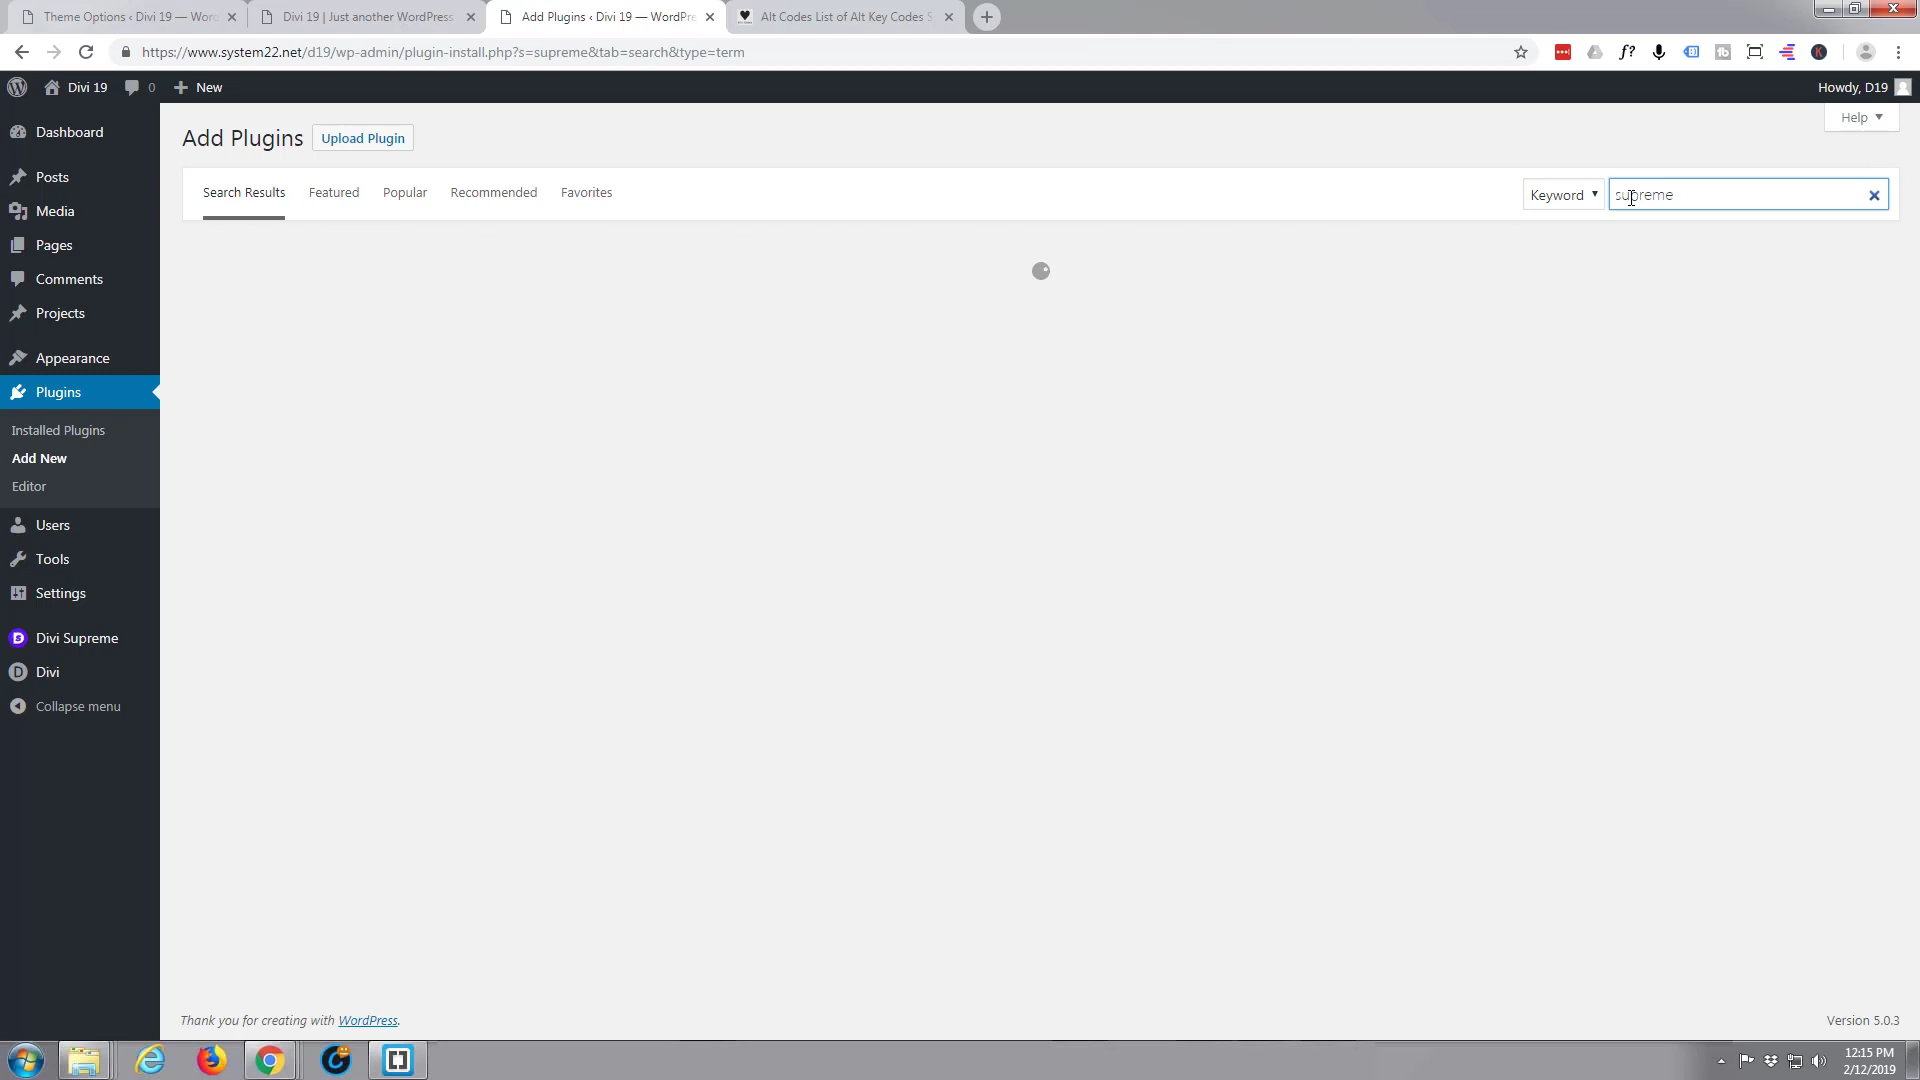 Theme Options ‹ Divi 19 — Wor
Divi 19 | Just another WordPress
Add Plugins ‹ Divi 19 — WordPre
Alt Codes List of Alt Key Codes S
https://www.system22.net/d19/wp-admin/plugin-install.php?s=supreme&tab=search&type=term
Divi 19
0
New
Howdy, D19
Dashboard
Posts
Media
Pages
Comments
Projects
Appearance
Plugins
Installed Plugins
Add New
Editor
Users
Tools
Settings
Divi Supreme
Divi
Collapse menu
Help
Add Plugins
Upload Plugin
Search Results
Featured
Popular
Recommended
Favorites
Keyword
supreme
Thank you for creating with WordPress.
Version 5.0.3
12:15 PM
2/12/2019